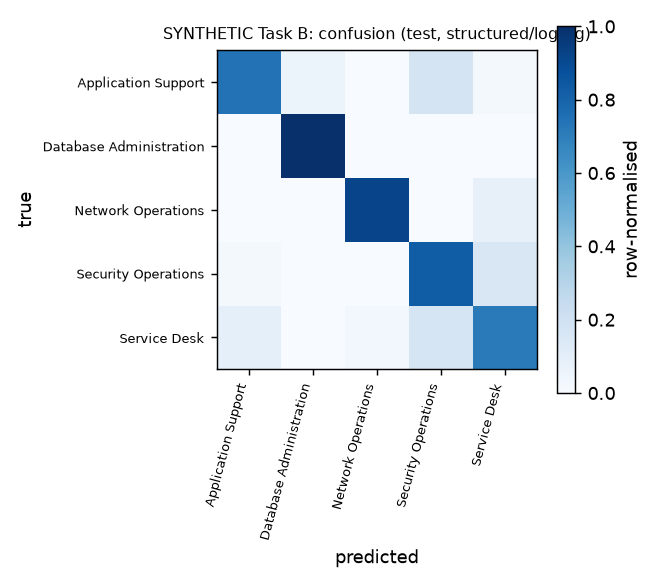 SYNTHETIC Task B: confusion (test, structured/logreg)
Application Support
Database Administration
Network Operations
Security Operations
Service Desk
true
Application Support
Database Administration
Network Operations
Security Operations
Service Desk
predicted
1.0
0.8
0.6
0.4
0.2
0.0
row-normalised